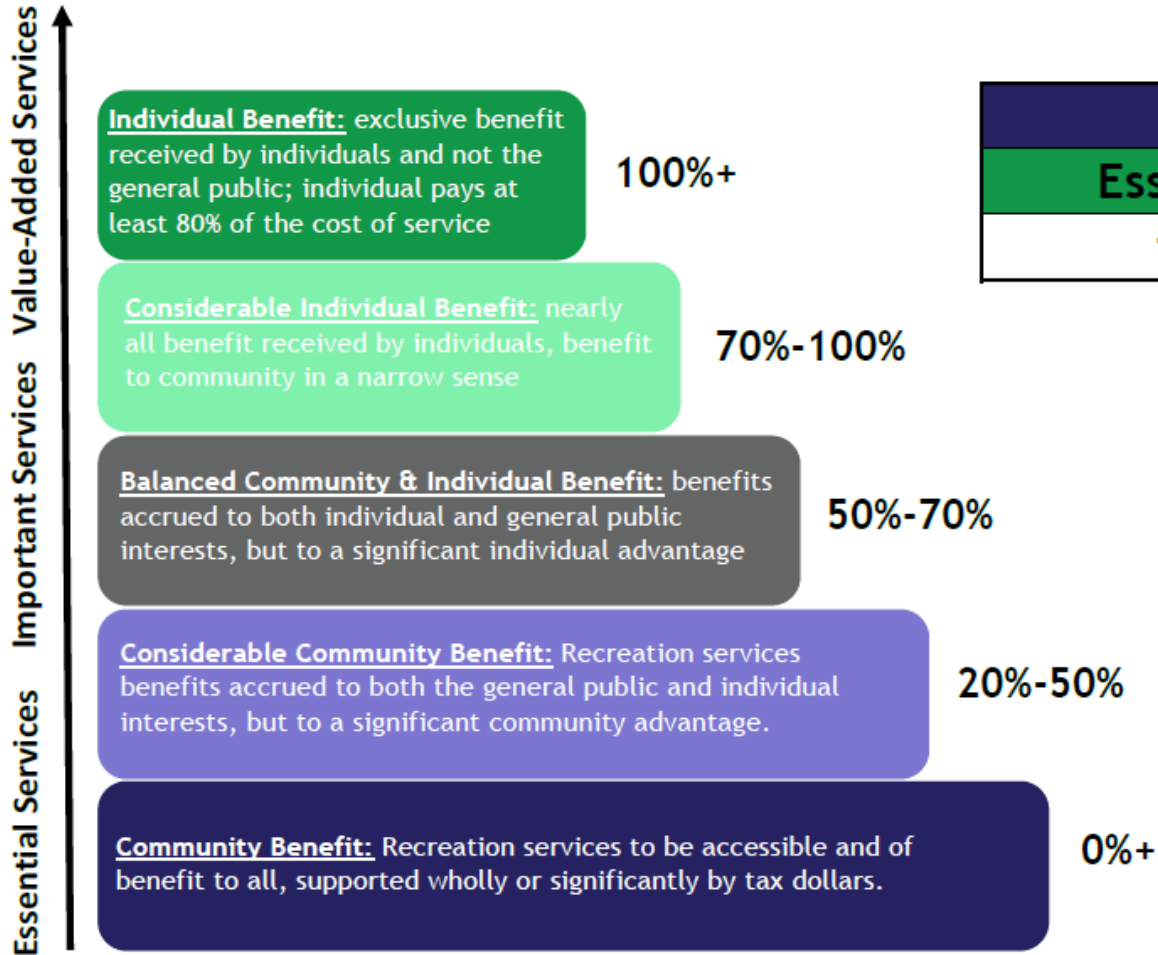 Value-Added Services
Important Services
Essential Services
Individual Benefit: exclusive benefit
received by individuals and not the
general public; individual pays at
least 80% of the cost of service
100%+
Considerable Individual Benefit: nearly
all benefit received by individuals, benefit
to community in a narrow sense
70%-100%
Balanced Community & Individual Benefit: benefits
accrued to both individual and general public
interests, but to a significant individual advantage
50%-70%
Considerable Community Benefit: Recreation services
benefits accrued to both the general public and individual
interests, but to a significant community advantage.
20%-50%
Community Benefit: Recreation services to be accessible and of
benefit to all, supported wholly or significantly by tax dollars.
0%+